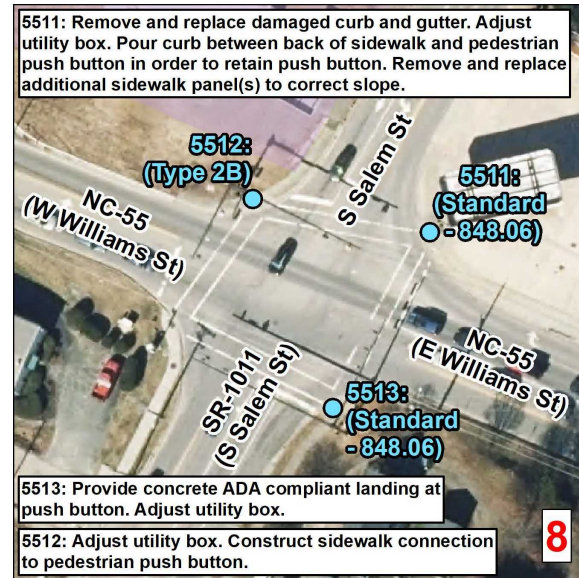 5511: Remove and replace damaged curb and gutter. Adjust
utility box. Pour curb between back of sidewalk and pedestrian
push button in order to retain push button. Remove and replace
additional sidewalk panel(s) to correct slope.
5512:
(Type 2B)
S Salem St
5511:
(Standard
- 848.06)
NC-55
(W Williams St)
NC-55
(E Williams St)
SR-1011
(S Salem St)
5513:
(Standard
- 848.06)
5513: Provide concrete ADA compliant landing at
push button. Adjust utility box.
5512: Adjust utility box. Construct sidewalk connection
to pedestrian push button.
8